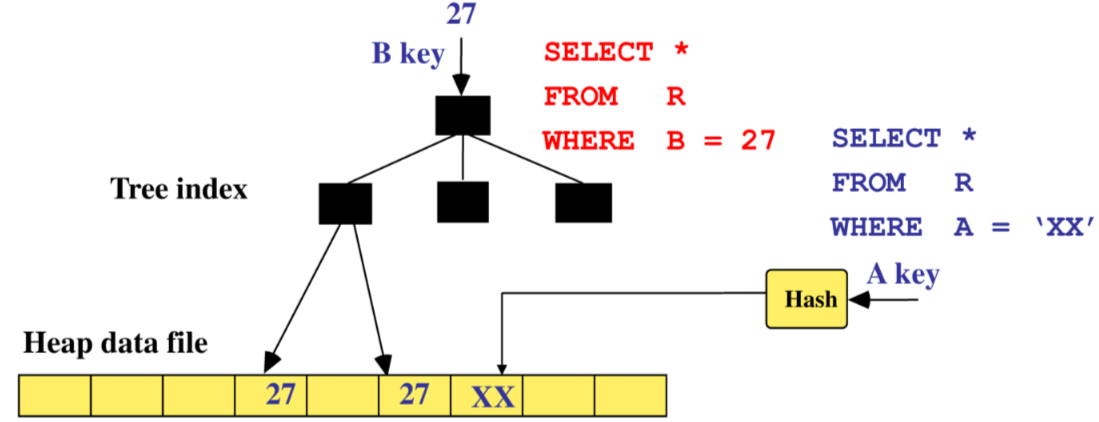 27
B key
SELECT *
FROM R
WHERE B = 27
SELECT *
FROM R
WHERE A = ‘XX’
Tree index
A key
Hash
Heap data file
27 27 XX